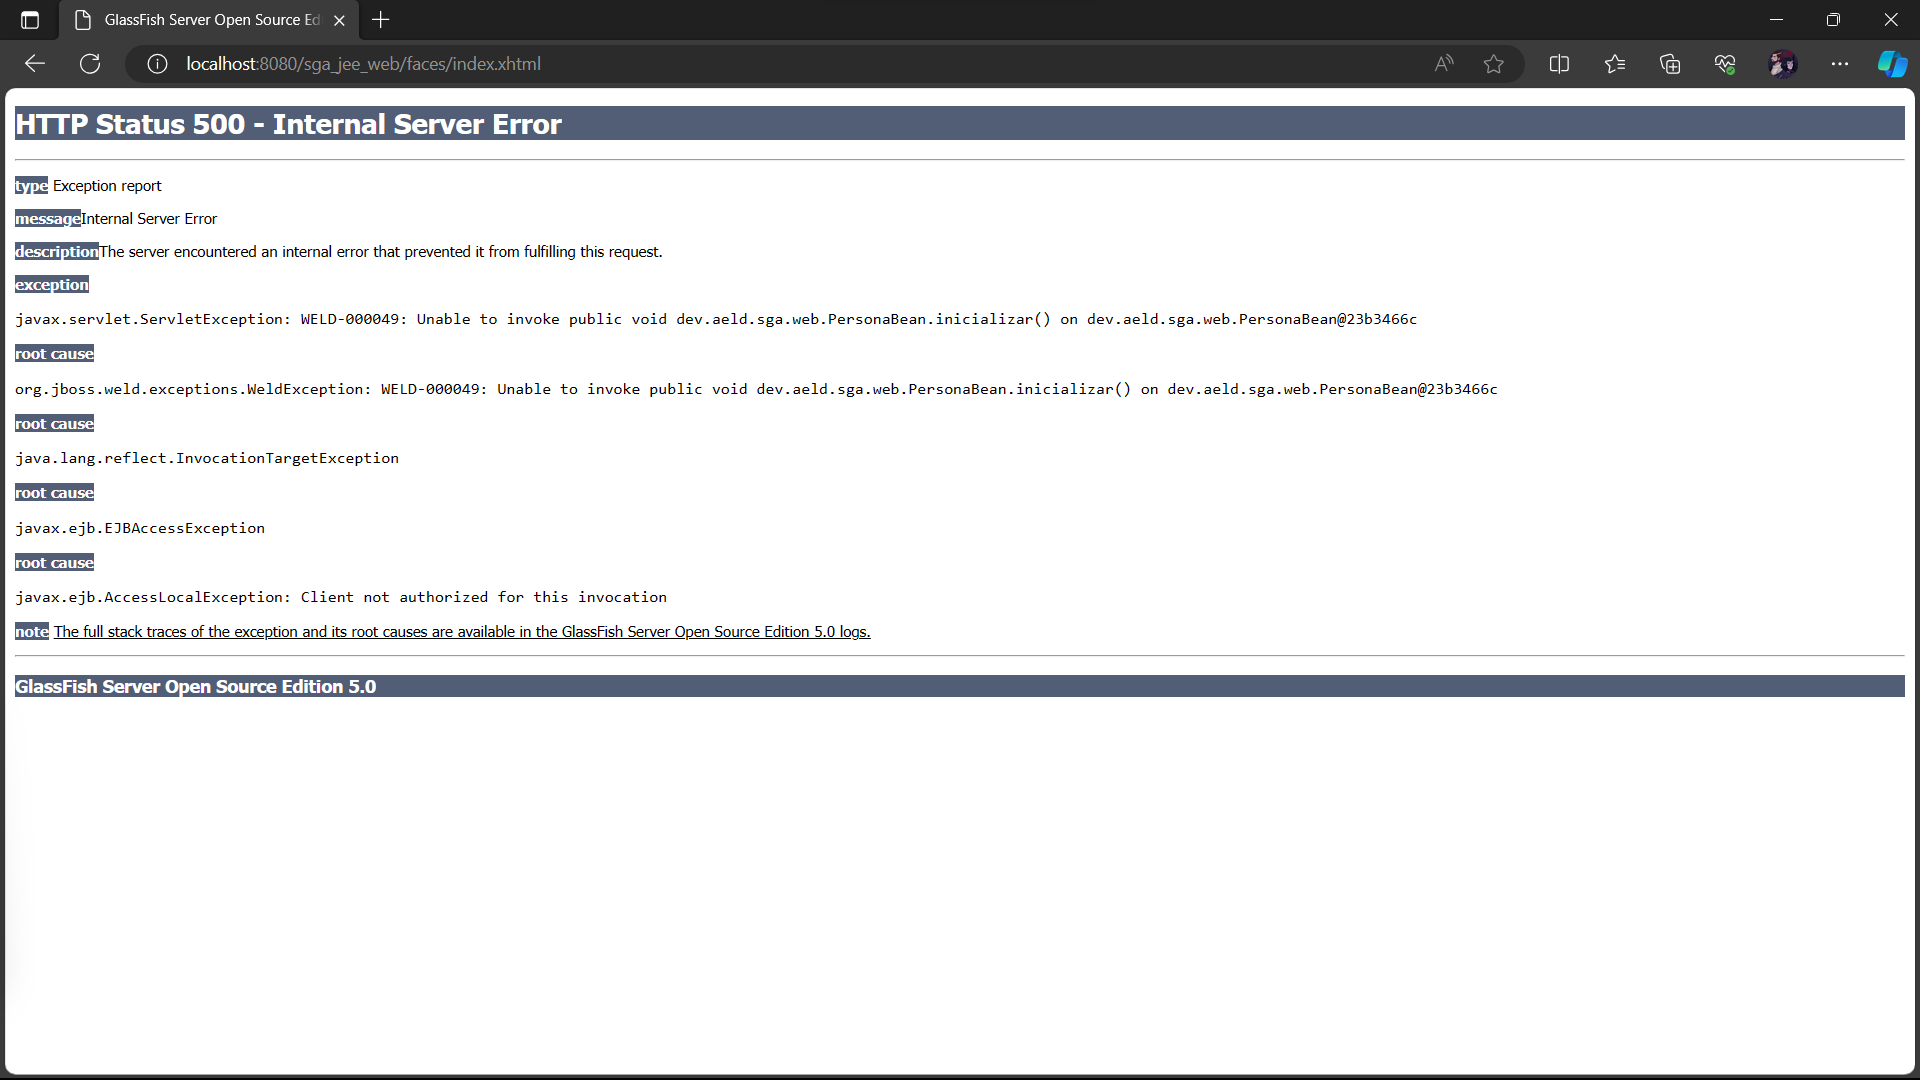 GlassFish Server Open Source Ed
localhost:8080/sga_jee_web/faces/index.xhtml
HTTP Status 500 - Internal Server Error
type Exception report
messageInternal Server Error
descriptionThe server encountered an internal error that prevented it from fulfilling this request.
exception
javax.servlet.ServletException: WELD-000049: Unable to invoke public void dev.aeld.sga.web.PersonaBean.inicializar() on dev.aeld.sga.web.PersonaBean@23b3466c
root cause
org.jboss.weld.exceptions.WeldException: WELD-000049: Unable to invoke public void dev.aeld.sga.web.PersonaBean.inicializar() on dev.aeld.sga.web.PersonaBean@23b3466c
root cause
java.lang.reflect.InvocationTargetException
root cause
javax.ejb.EJBAccessException
root cause
javax.ejb.AccessLocalException: Client not authorized for this invocation
note The full stack traces of the exception and its root causes are available in the GlassFish Server Open Source Edition 5.0 logs.
GlassFish Server Open Source Edition 5.0